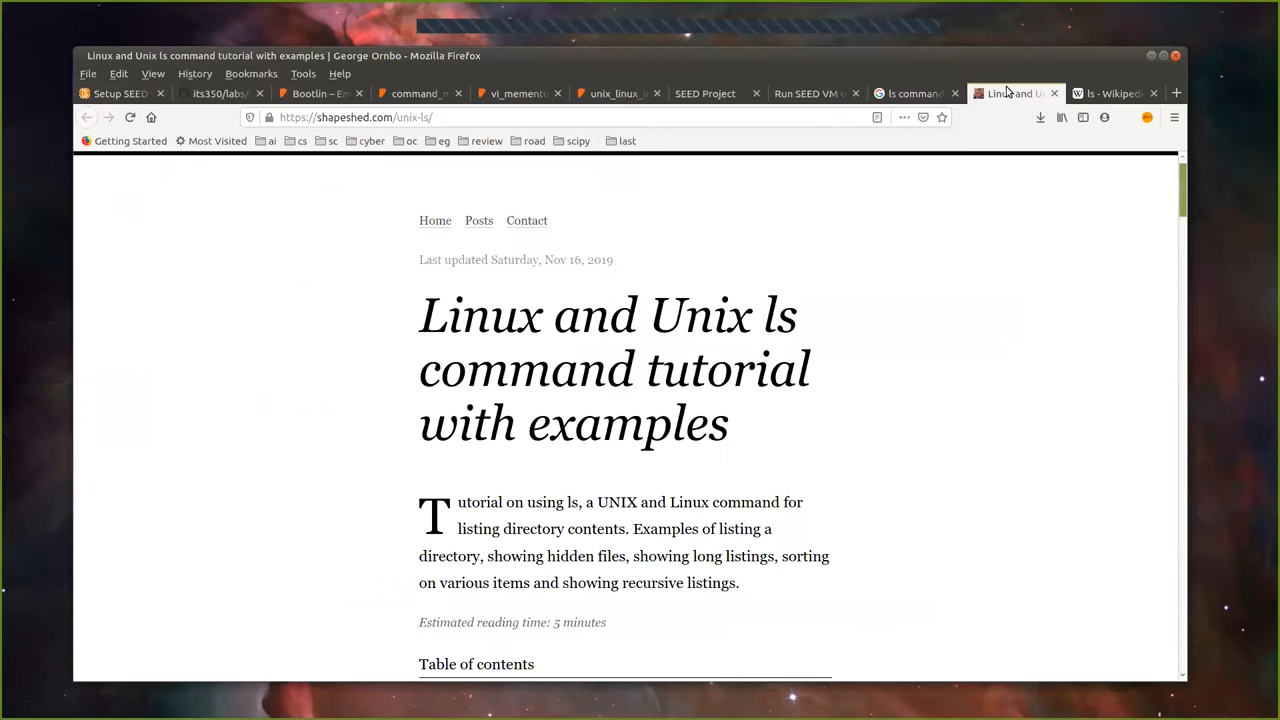 Linux and Unix ls command tutorial with examples | George Ornbo - Mozilla Firefox
File Edit View History Bookmarks Tools Help
Setup SEED its350/labs/ Bootlin – Em command_m vi_memento unix_linux_in SEED Project Run SEED VM o ls command Linux and U ls - Wikiped
https://shapeshed.com/unix-ls/
Getting Started Most Visited ai cs sc cyber oc eg review road scipy last
Home Posts Contact
Last updated Saturday, Nov 16, 2019
Linux and Unix ls
command tutorial
with examples
Tutorial on using ls, a UNIX and Linux command for
listing directory contents. Examples of listing a
directory, showing hidden files, showing long listings, sorting
on various items and showing recursive listings.
Estimated reading time: 5 minutes
Table of contents